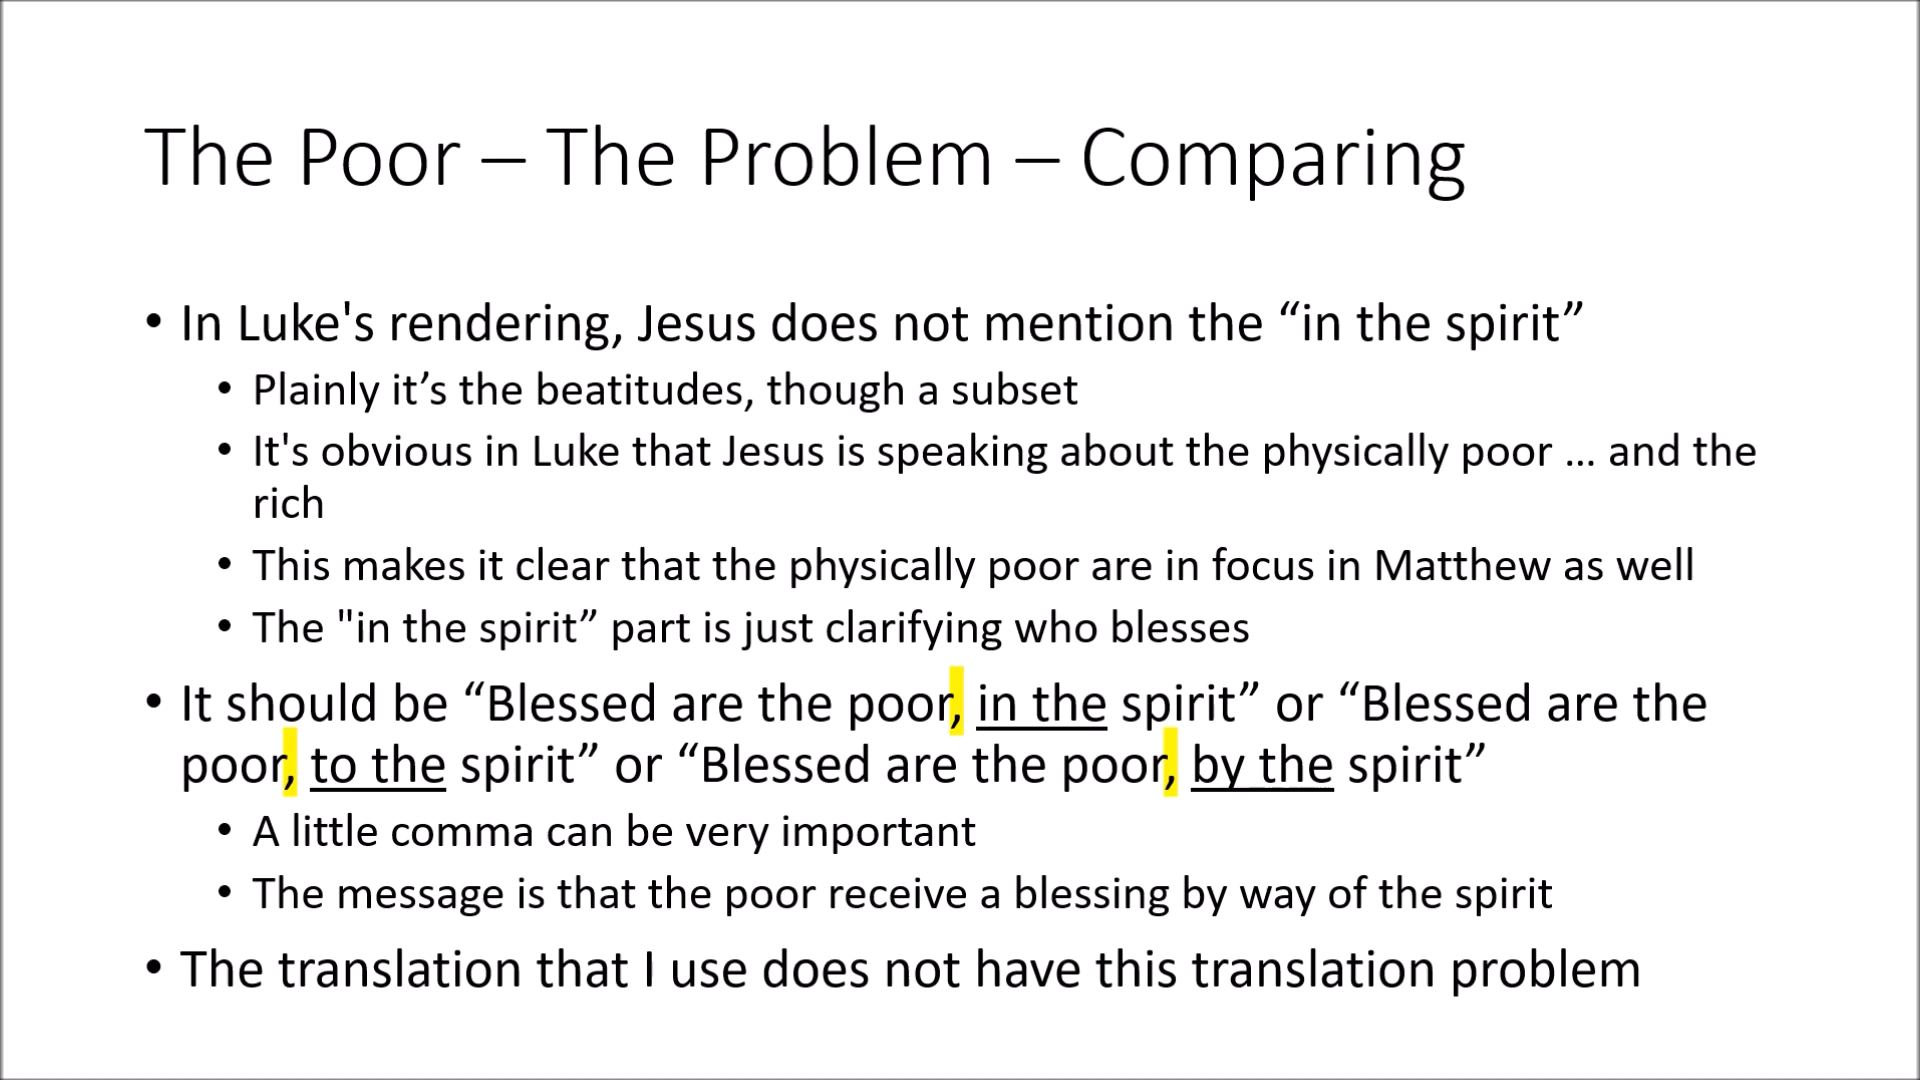 The Poor – The Problem – Comparing
• In Luke's rendering, Jesus does not mention the “in the spirit”
• Plainly it’s the beatitudes, though a subset
• It's obvious in Luke that Jesus is speaking about the physically poor … and the
rich
• This makes it clear that the physically poor are in focus in Matthew as well
• The "in the spirit” part is just clarifying who blesses
• It should be “Blessed are the poor, in the spirit” or “Blessed are the
poor, to the spirit” or “Blessed are the poor, by the spirit”
• A little comma can be very important
• The message is that the poor receive a blessing by way of the spirit
• The translation that I use does not have this translation problem